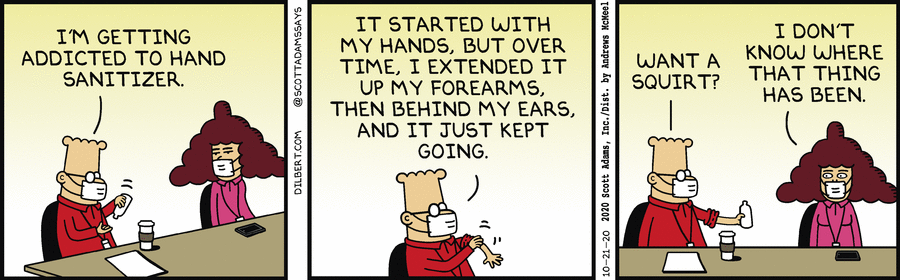 I'M GETTING
ADDICTED TO HAND
SANITIZER.
DILBERT.COM @SCOTTADAMSSAYS
IT STARTED WITH
MY HANDS, BUT OVER
TIME, I EXTENDED IT
UP MY FOREARMS,
THEN BEHIND MY EARS,
AND IT JUST KEPT
GOING.
10-21-20 2020 Scott Adams, Inc./Dist. by Andrews McMeel
WANT A
SQUIRT?
I DON'T
KNOW WHERE
THAT THING
HAS BEEN.